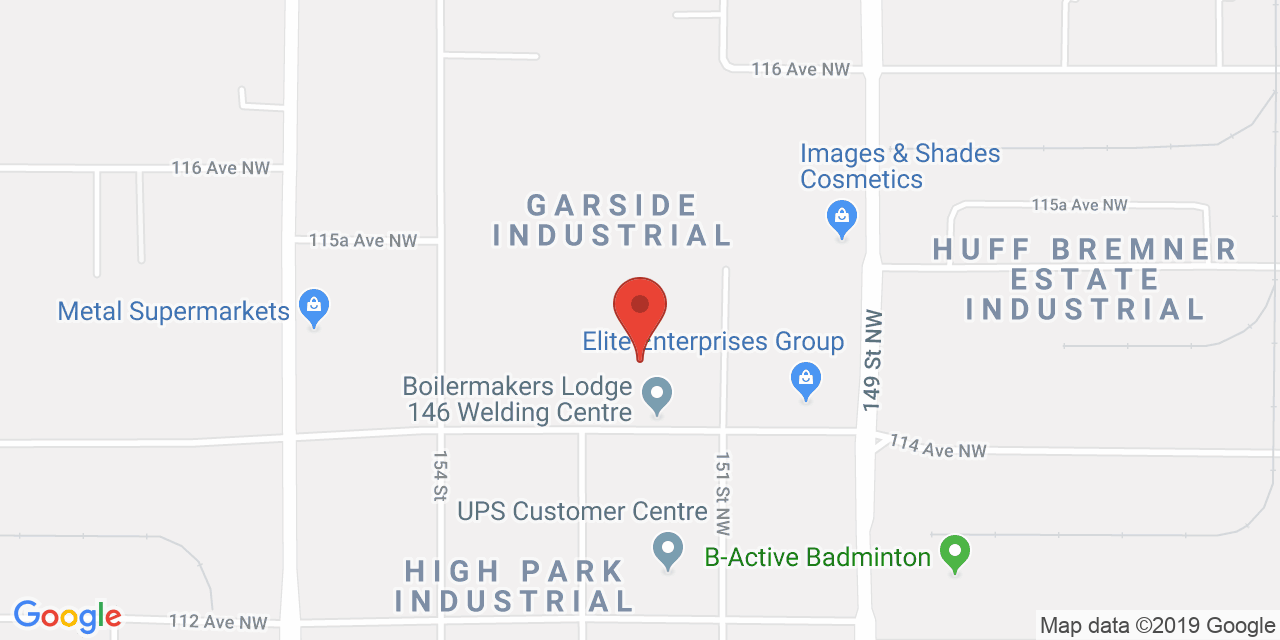 116 Ave NW
Images & Shades
Cosmetics
116 Ave NW
GARSIDE
INDUSTRIAL
115a Ave NW
115a Ave NW
HUFF BREMNER
ESTATE
INDUSTRIAL
Metal Supermarkets
Elite Enterprises Group
149 St NW
Boilermakers Lodge
146 Welding Centre
114 Ave NW
154 St
151 St NW
UPS Customer Centre
B-Active Badminton
HIGH PARK
INDUSTRIAL
Google
112 Ave NW
Map data ©2019 Google